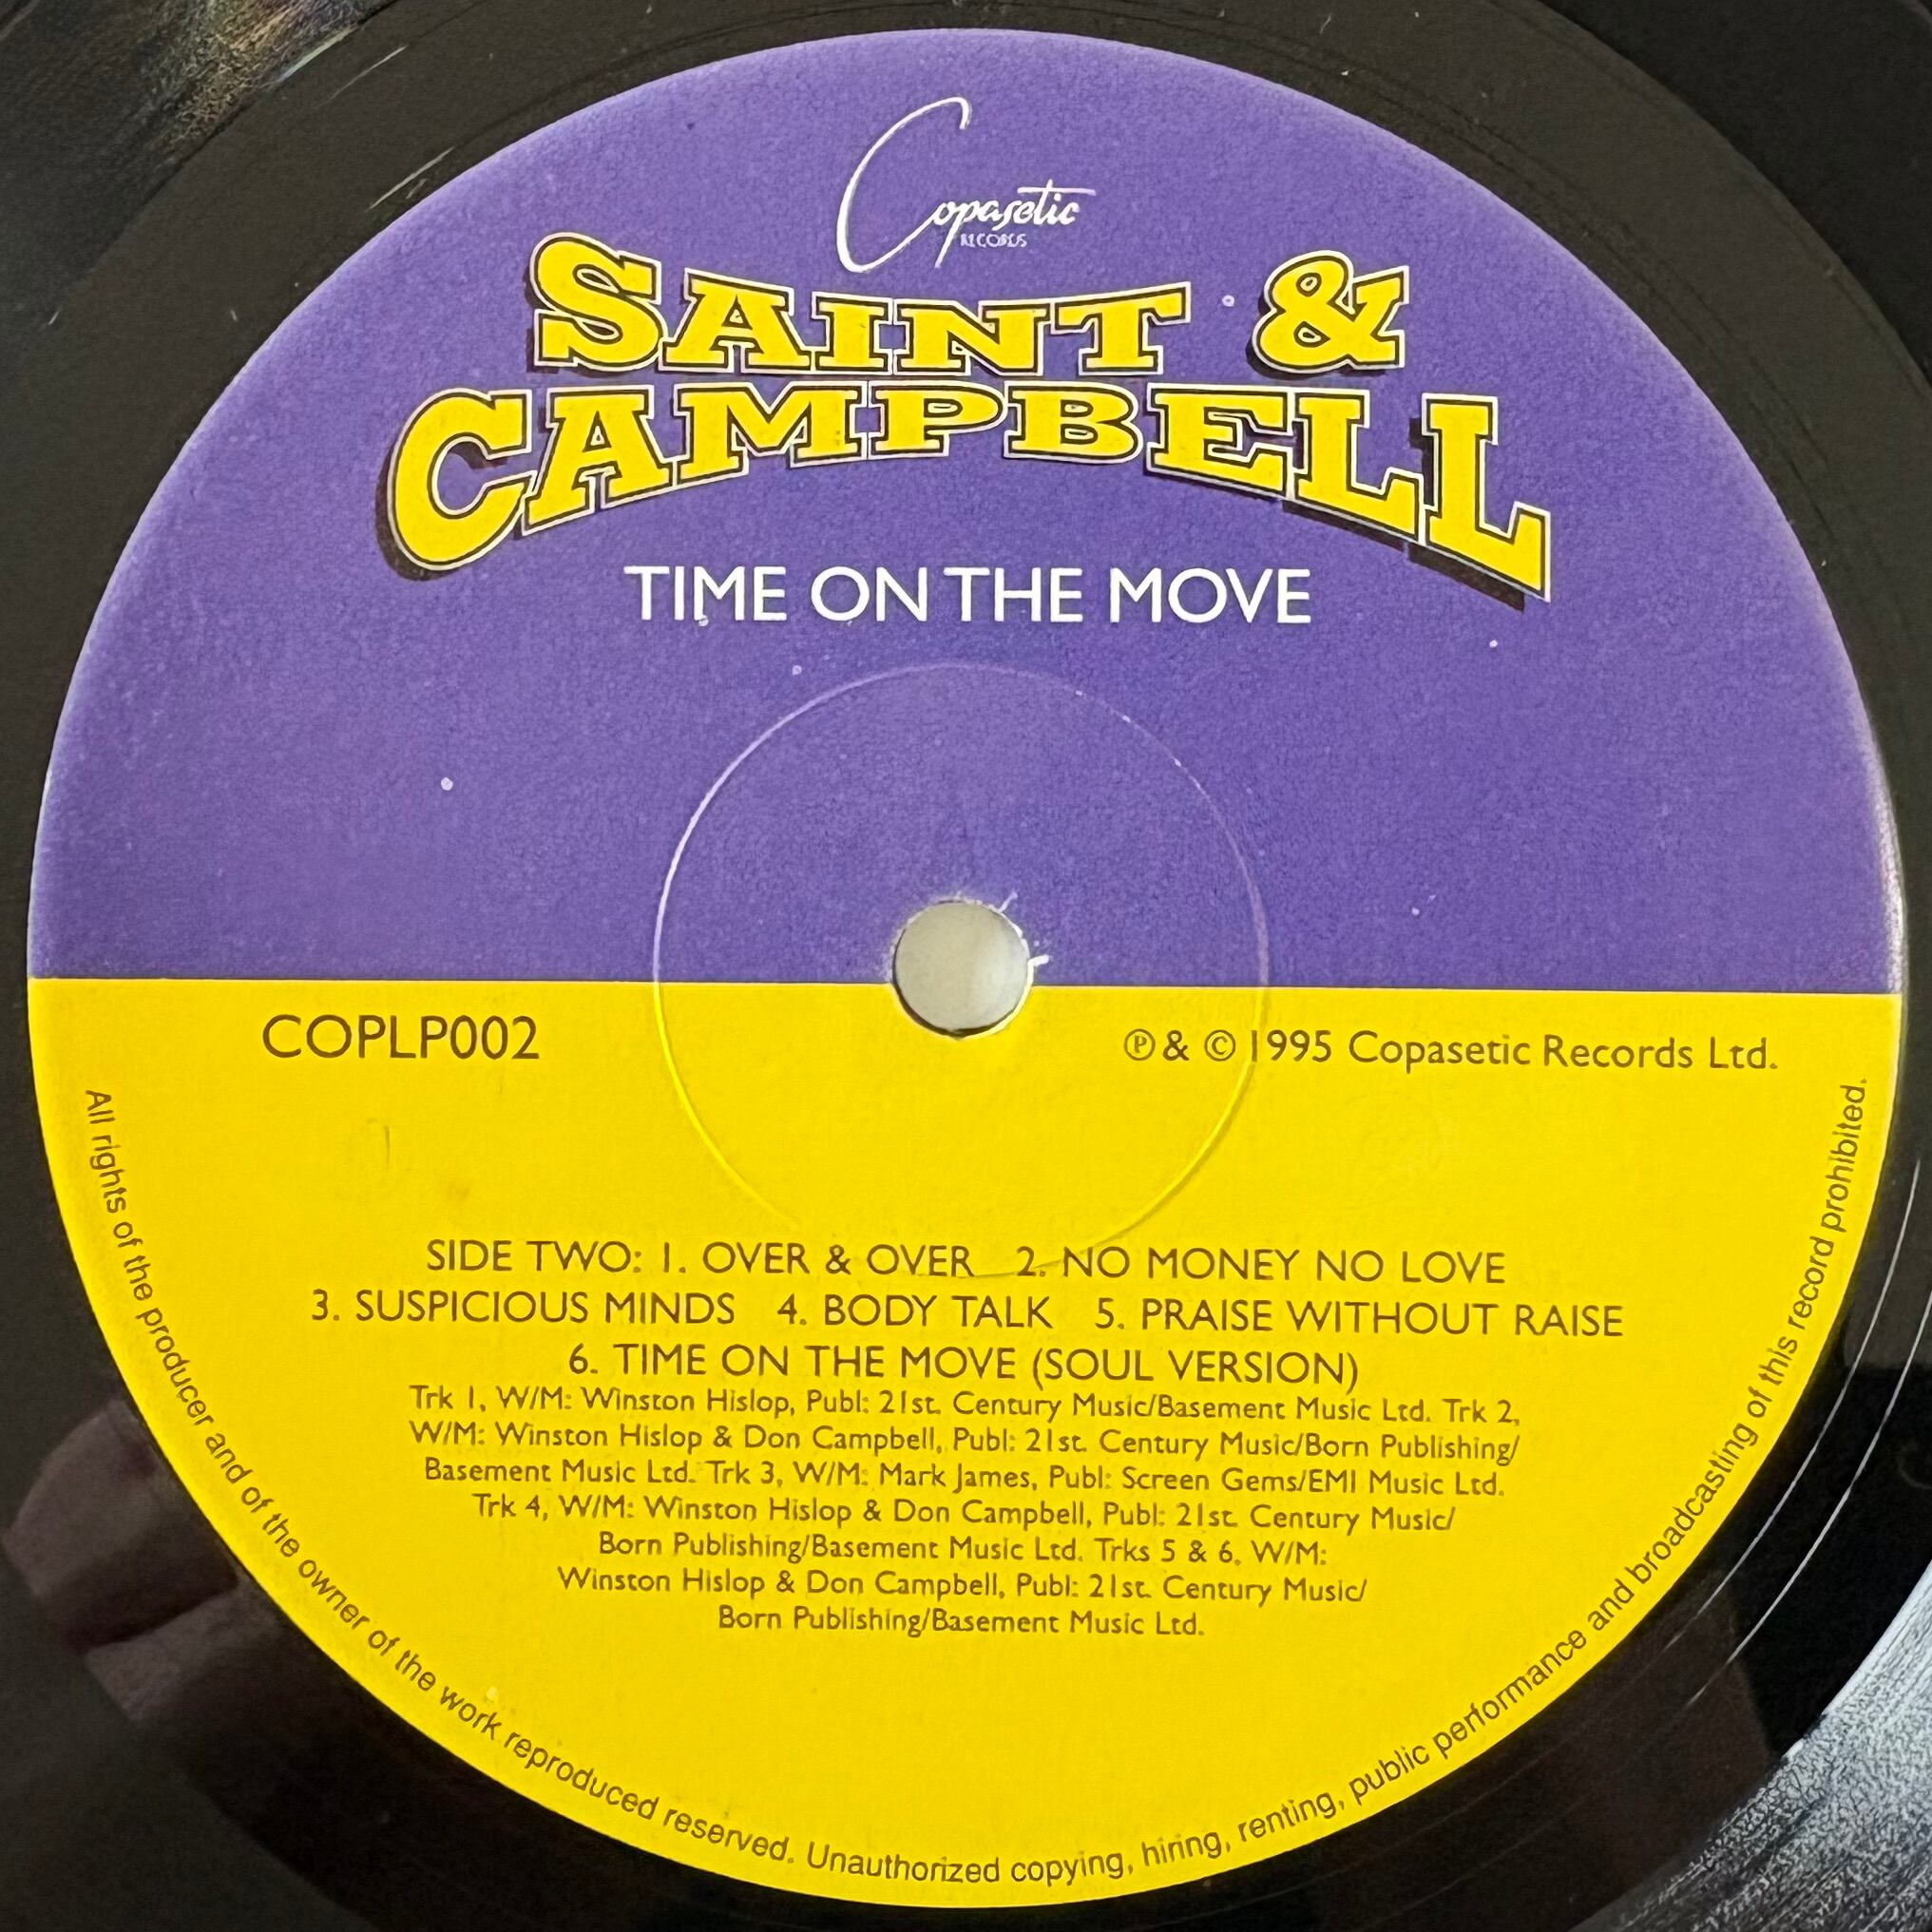 Copasetic
RECORDS
SAINT &
CAMPBELL
TIME ON THE MOVE
COPLP002
℗ & © 1995 Copasetic Records Ltd.
SIDE TWO: 1. OVER & OVER 2. NO MONEY NO LOVE
3. SUSPICIOUS MINDS 4. BODY TALK 5. PRAISE WITHOUT RAISE
6. TIME ON THE MOVE (SOUL VERSION)
Trk 1, W/M: Winston Hislop, Publ: 21st. Century Music/Basement Music Ltd. Trk 2,
W/M: Winston Hislop & Don Campbell, Publ: 21st. Century Music/Born Publishing/
Basement Music Ltd. Trk 3, W/M: Mark James, Publ: Screen Gems/EMI Music Ltd.
Trk 4, W/M: Winston Hislop & Don Campbell, Publ: 21st. Century Music/
Born Publishing/Basement Music Ltd. Trks 5 & 6, W/M:
Winston Hislop & Don Campbell, Publ: 21st. Century Music/
Born Publishing/Basement Music Ltd.
All rights of the producer and of the owner of the work reproduced reserved. Unauthorized copying, hiring, renting, public performance and broadcasting of this record prohibited.